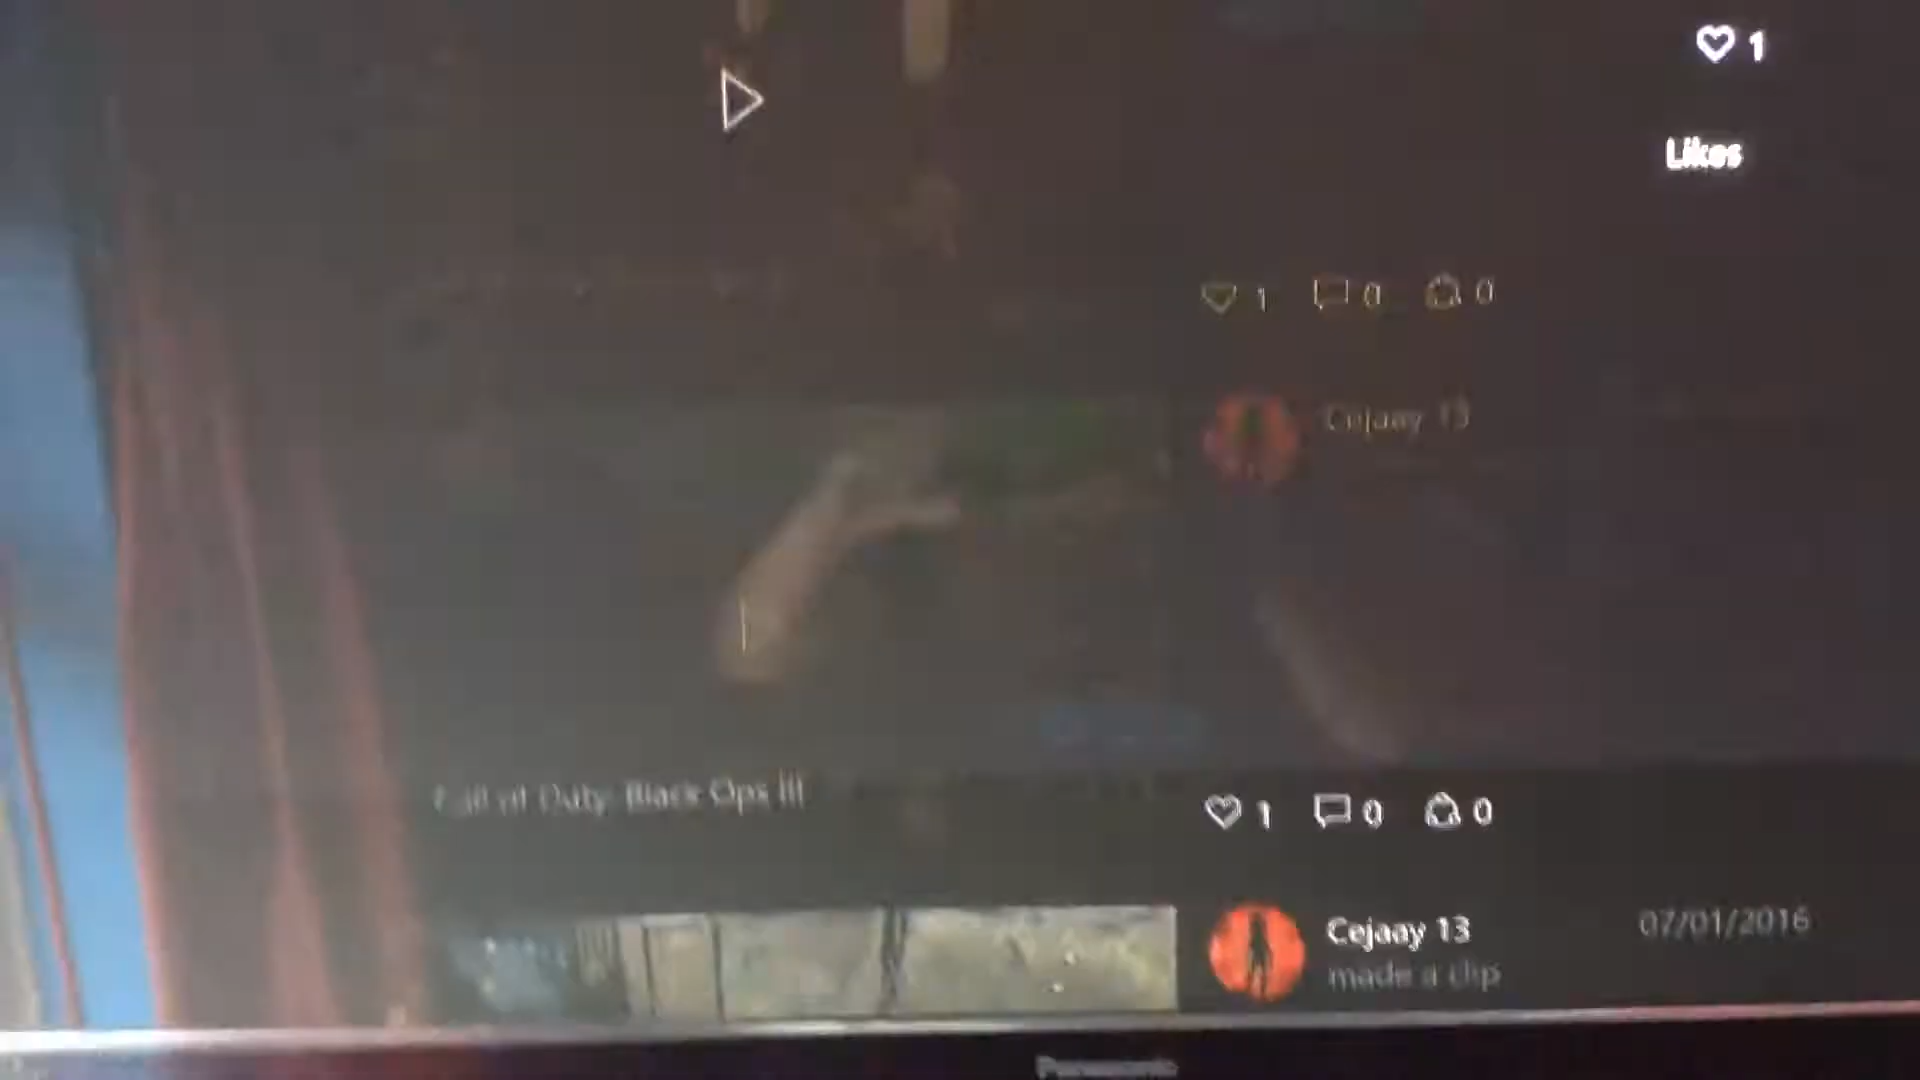 1
Likes
1 0 0
Cejaay 13
Call of Duty: Black Ops III
1 0 0
Cejaay 13
07/01/2016
made a clip
Panasonic